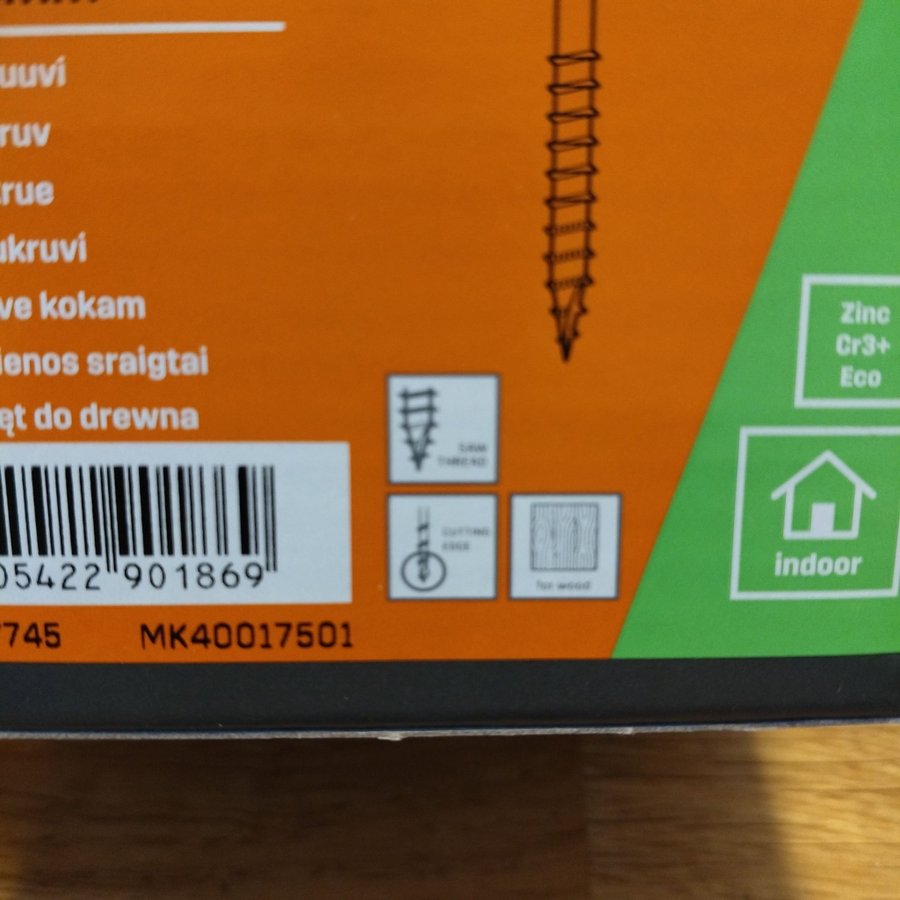 uuvi
ruv
rue
ukruvi
ve kokam
ienos sraigtai
ęt do drewna
Zinc
Cr3+
Eco
SAW
THREAD
CUTTING
EDGE
for wood
indoor
05422 901869
745
MK40017501